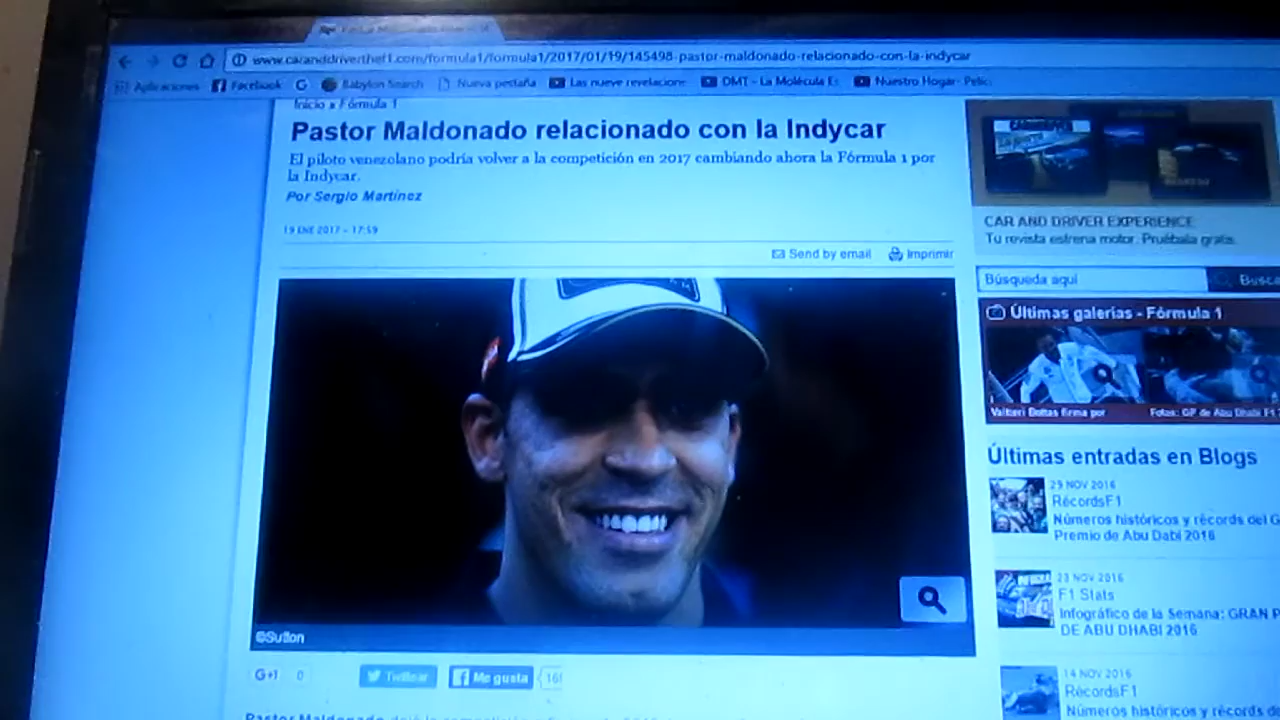 www.caranddriverthef1.com/formula1/formula1/2017/01/19/145498-pastor-maldonado-relacionado-con-la-indycar
Aplicaciones Facebook G Babylon Search Nueva pestaña Las nueve revelacione DMT - La Molécula Es Nuestro Hogar- Pelíc
Inicio » Fórmula 1
Pastor Maldonado relacionado con la Indycar
El piloto venezolano podría volver a la competición en 2017 cambiando ahora la Fórmula 1 por
la Indycar.
Por Sergio Martínez
19 ENE 2017 - 17:59
Send by email Imprimir
©Sutton
G+1 0 Twittear Me gusta 16
Pastor Maldonado
CAR AND DRIVER EXPERIENCE
Tu revista estrena motor. Pruébala gratis.
Búsqueda aquí Busca
Últimas galerías - Fórmula 1
Valtteri Bottas firma por Fotos: GP de Abu Dhabi F1
Últimas entradas en Blogs
29 NOV 2016
RécordsF1
Números históricos y récords del G
Premio de Abu Dabi 2016
23 NOV 2016
F1 Stats
Infográfico de la Semana: GRAN P
DE ABU DHABI 2016
14 NOV 2016
RécordsF1
Números históricos y récords de